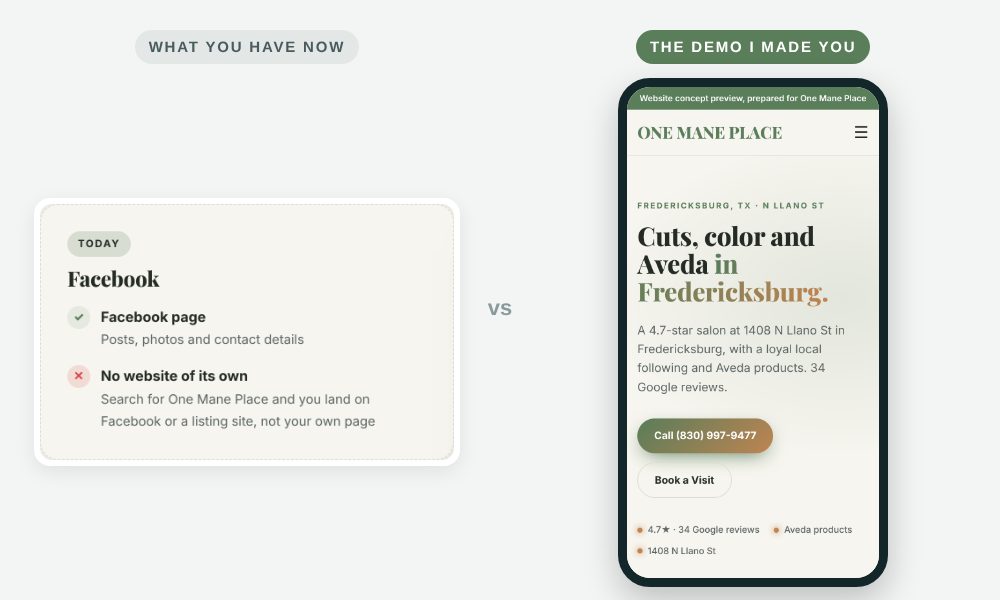 WHAT YOU HAVE NOW
TODAY
Facebook
✓ Facebook page
Posts, photos and contact details
✕ No website of its own
Search for One Mane Place and you land on
Facebook or a listing site, not your own page
vs
THE DEMO I MADE YOU
Website concept preview, prepared for One Mane Place
ONE MANE PLACE ☰
FREDERICKSBURG, TX · N LLANO ST
Cuts, color and
Aveda in
Fredericksburg.
A 4.7-star salon at 1408 N Llano St in
Fredericksburg, with a loyal local
following and Aveda products. 34
Google reviews.
Call (830) 997-9477
Book a Visit
4.7★ · 34 Google reviews Aveda products
1408 N Llano St